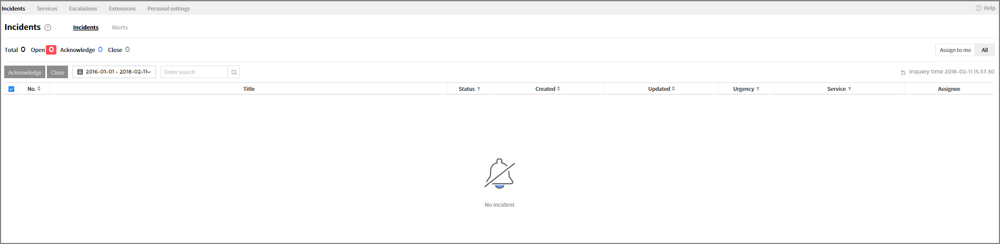 Incidents Services Escalations Extensions Personal settings ? Help
Incidents ? Incidents Alerts
Total 0 Open 0 Acknowledge 0 Close 0 Assign to me All
Acknowledge Close 2016-01-01 - 2018-02-11 Enter search Inquery time 2018-02-11 15:57:30
No. Title Status Created Updated Urgency Service Assignee
No incident